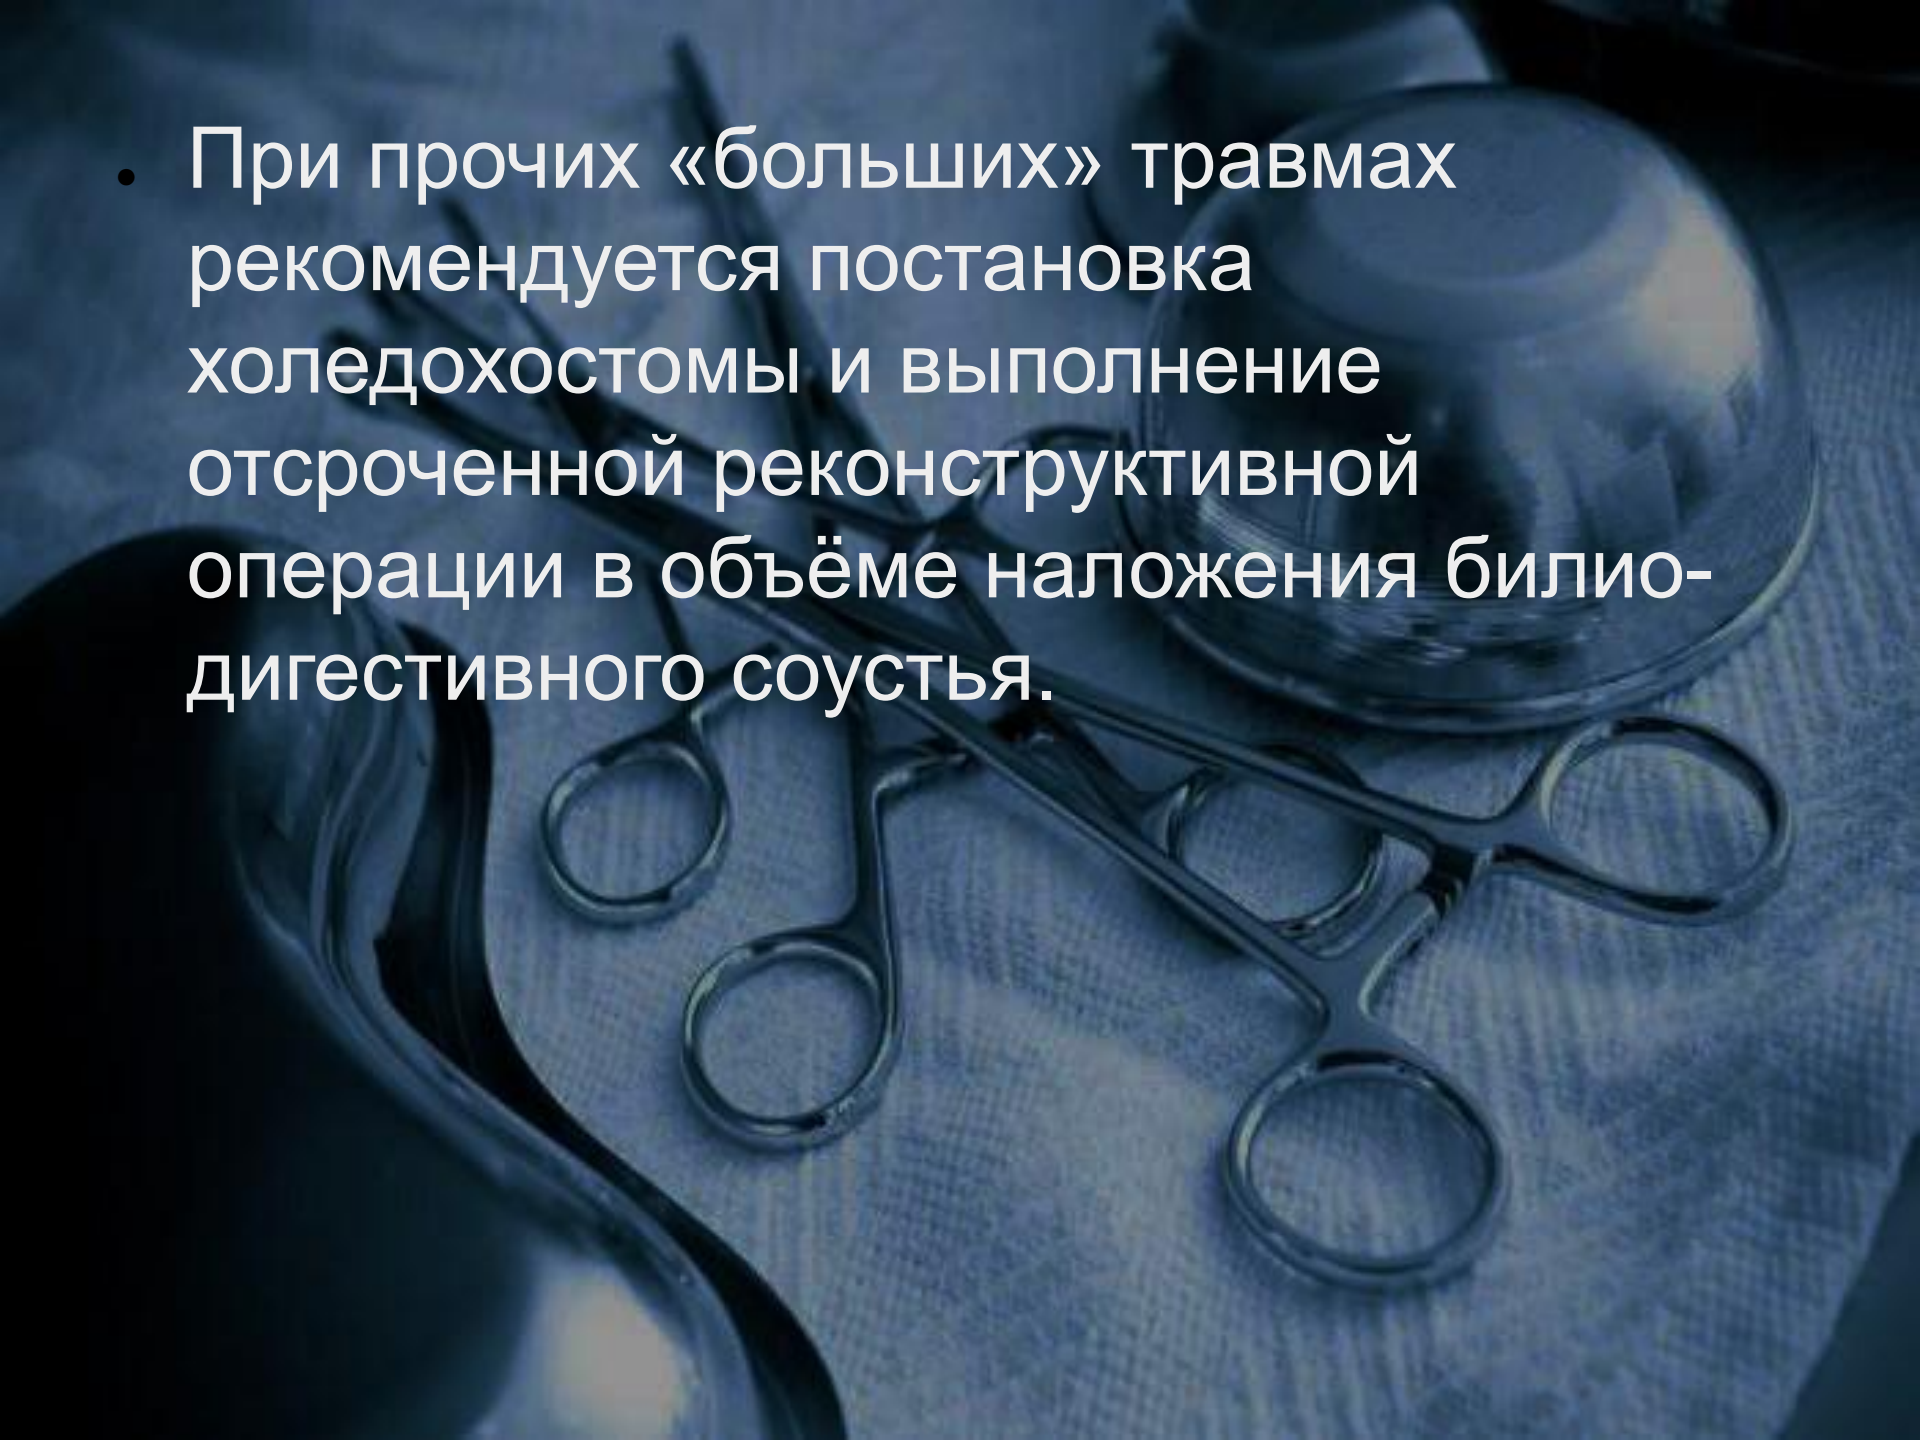 • При прочих «больших» травмах
рекомендуется постановка
холедохостомы и выполнение
отсроченной реконструктивной
операции в объёме наложения билио-
дигестивного соустья.